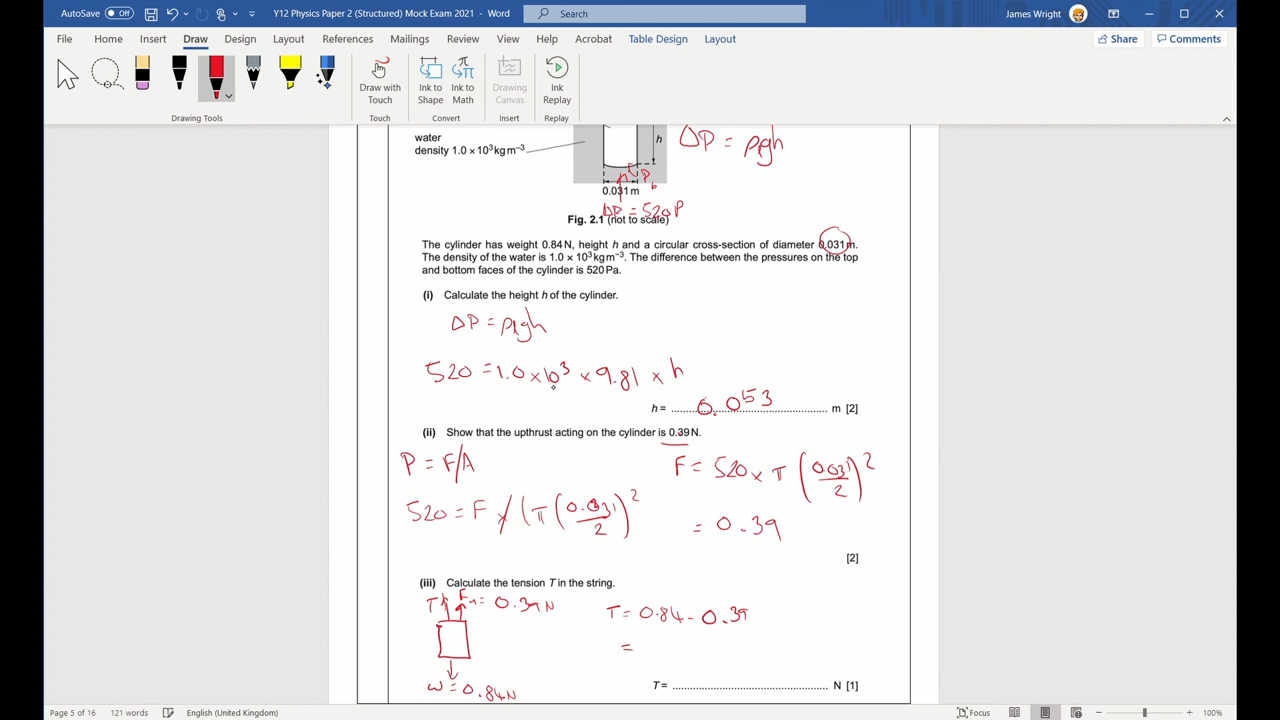 AutoSave Off Y12 Physics Paper 2 (Structured) Mock Exam 2021 - Word Search James Wright
File Home Insert Draw Design Layout References Mailings Review View Help Acrobat Table Design Layout Share Comments
Draw with Touch
Ink to Shape
Ink to Math
Drawing Canvas
Ink Replay
Drawing Tools Touch Convert Insert Replay
water
density 1.0 × 10³ kg m⁻³
h
ΔP = ρgh
P b
0.031 m
ΔP = 520 P
Fig. 2.1 (not to scale)
The cylinder has weight 0.84 N, height h and a circular cross-section of diameter 0.031 m.
The density of the water is 1.0 × 10³ kg m⁻³. The difference between the pressures on the top
and bottom faces of the cylinder is 520 Pa.
(i) Calculate the height h of the cylinder.
ΔP = ρgh
520 = 1.0 × 10³ × 9.81 × h
h = 0.053 m [2]
(ii) Show that the upthrust acting on the cylinder is 0.39 N.
P = F/A
F = 520 × π (0.031/2)²
520 = F / (π (0.031/2)²
= 0.39
[2]
(iii) Calculate the tension T in the string.
T Fu = 0.39 N
T = 0.84 - 0.39
=
T = ........ N [1]
W = 0.84N
Page 5 of 16 121 words English (United Kingdom) Focus 100%